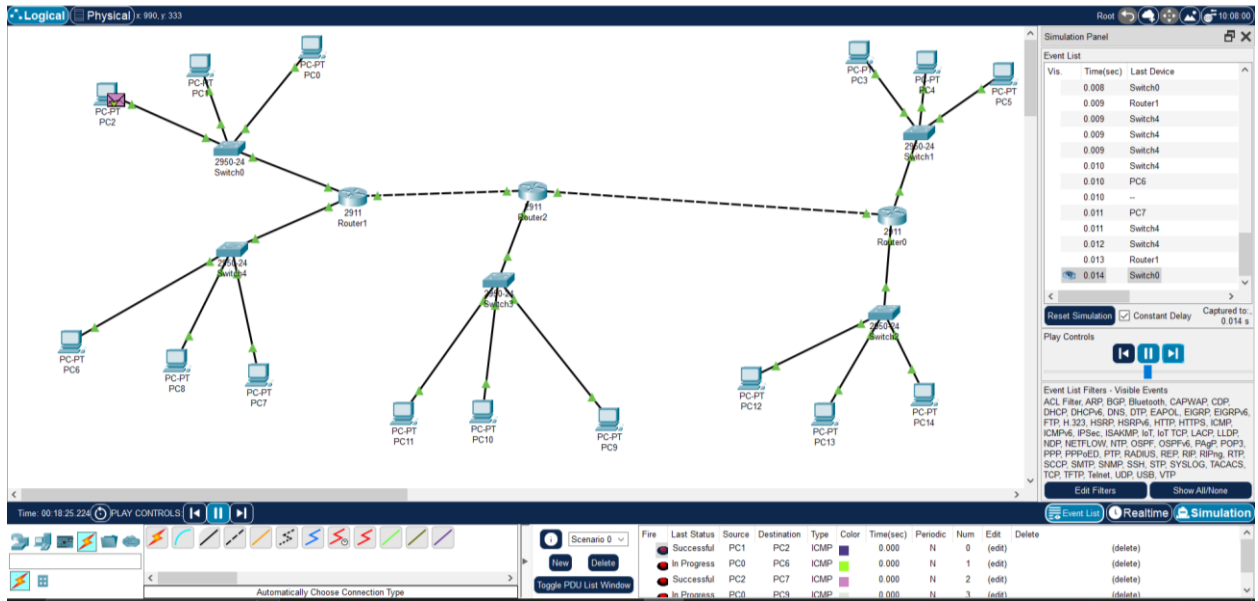 Logical Physical x: 990, y: 333 Root 10:08:00
PC-PT
PC2
PC-PT
PC1
PC-PT
PC0
2950-24
Switch0
2911
Router1
2911
Router2
2911
Router0
PC-PT
PC3
PC-PT
PC4
PC-PT
PC5
2950-24
Switch1
2950-24
Switch4
2950-24
Switch3
2950-24
Switch2
PC-PT
PC6
PC-PT
PC8
PC-PT
PC7
PC-PT
PC11
PC-PT
PC10
PC-PT
PC9
PC-PT
PC12
PC-PT
PC13
PC-PT
PC14
Simulation Panel
Event List
Vis. Time(sec) Last Device
0.008 Switch0
0.009 Router1
0.009 Switch4
0.009 Switch4
0.009 Switch4
0.010 Switch4
0.010 PC6
0.010 --
0.011 PC7
0.011 Switch4
0.012 Switch4
0.013 Router1
0.014 Switch0
Reset Simulation Constant Delay Captured to:
0.014 s
Play Controls
Event List Filters - Visible Events
ACL Filter, ARP, BGP, Bluetooth, CAPWAP, CDP,
DHCP, DHCPv6, DNS, DTP, EAPOL, EIGRP, EIGRPv6,
FTP, H.323, HSRP, HSRPv6, HTTP, HTTPS, ICMP,
ICMPv6, IPSec, ISAKMP, IoT, IoT TCP, LACP, LLDP,
NDP, NETFLOW, NTP, OSPF, OSPFv6, PAgP, POP3,
PPP, PPPoED, PTP, RADIUS, REP, RIP, RIPng, RTP,
SCCP, SMTP, SNMP, SSH, STP, SYSLOG, TACACS,
TCP, TFTP, Telnet, UDP, USB, VTP
Edit Filters Show All/None
Time: 00:18:25.224 PLAY CONTROLS: Event List Realtime Simulation
Automatically Choose Connection Type
Scenario 0
New Delete
Toggle PDU List Window
Fire Last Status Source Destination Type Color Time(sec) Periodic Num Edit Delete
Successful PC1 PC2 ICMP 0.000 N 0 (edit) (delete)
In Progress PC0 PC6 ICMP 0.000 N 1 (edit) (delete)
Successful PC2 PC7 ICMP 0.000 N 2 (edit) (delete)
In Progress PC0 PC9 ICMP 0.000 N 3 (edit) (delete)